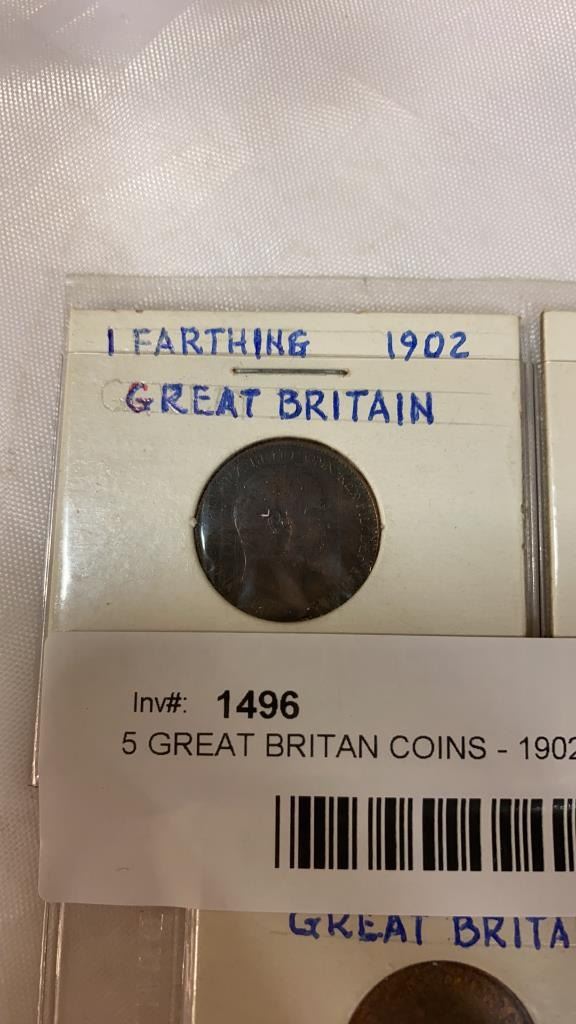 1 FARTHING 1902
GREAT BRITAIN
Inv#: 1496
5 GREAT BRITAN COINS - 1902
GREAT BRITA